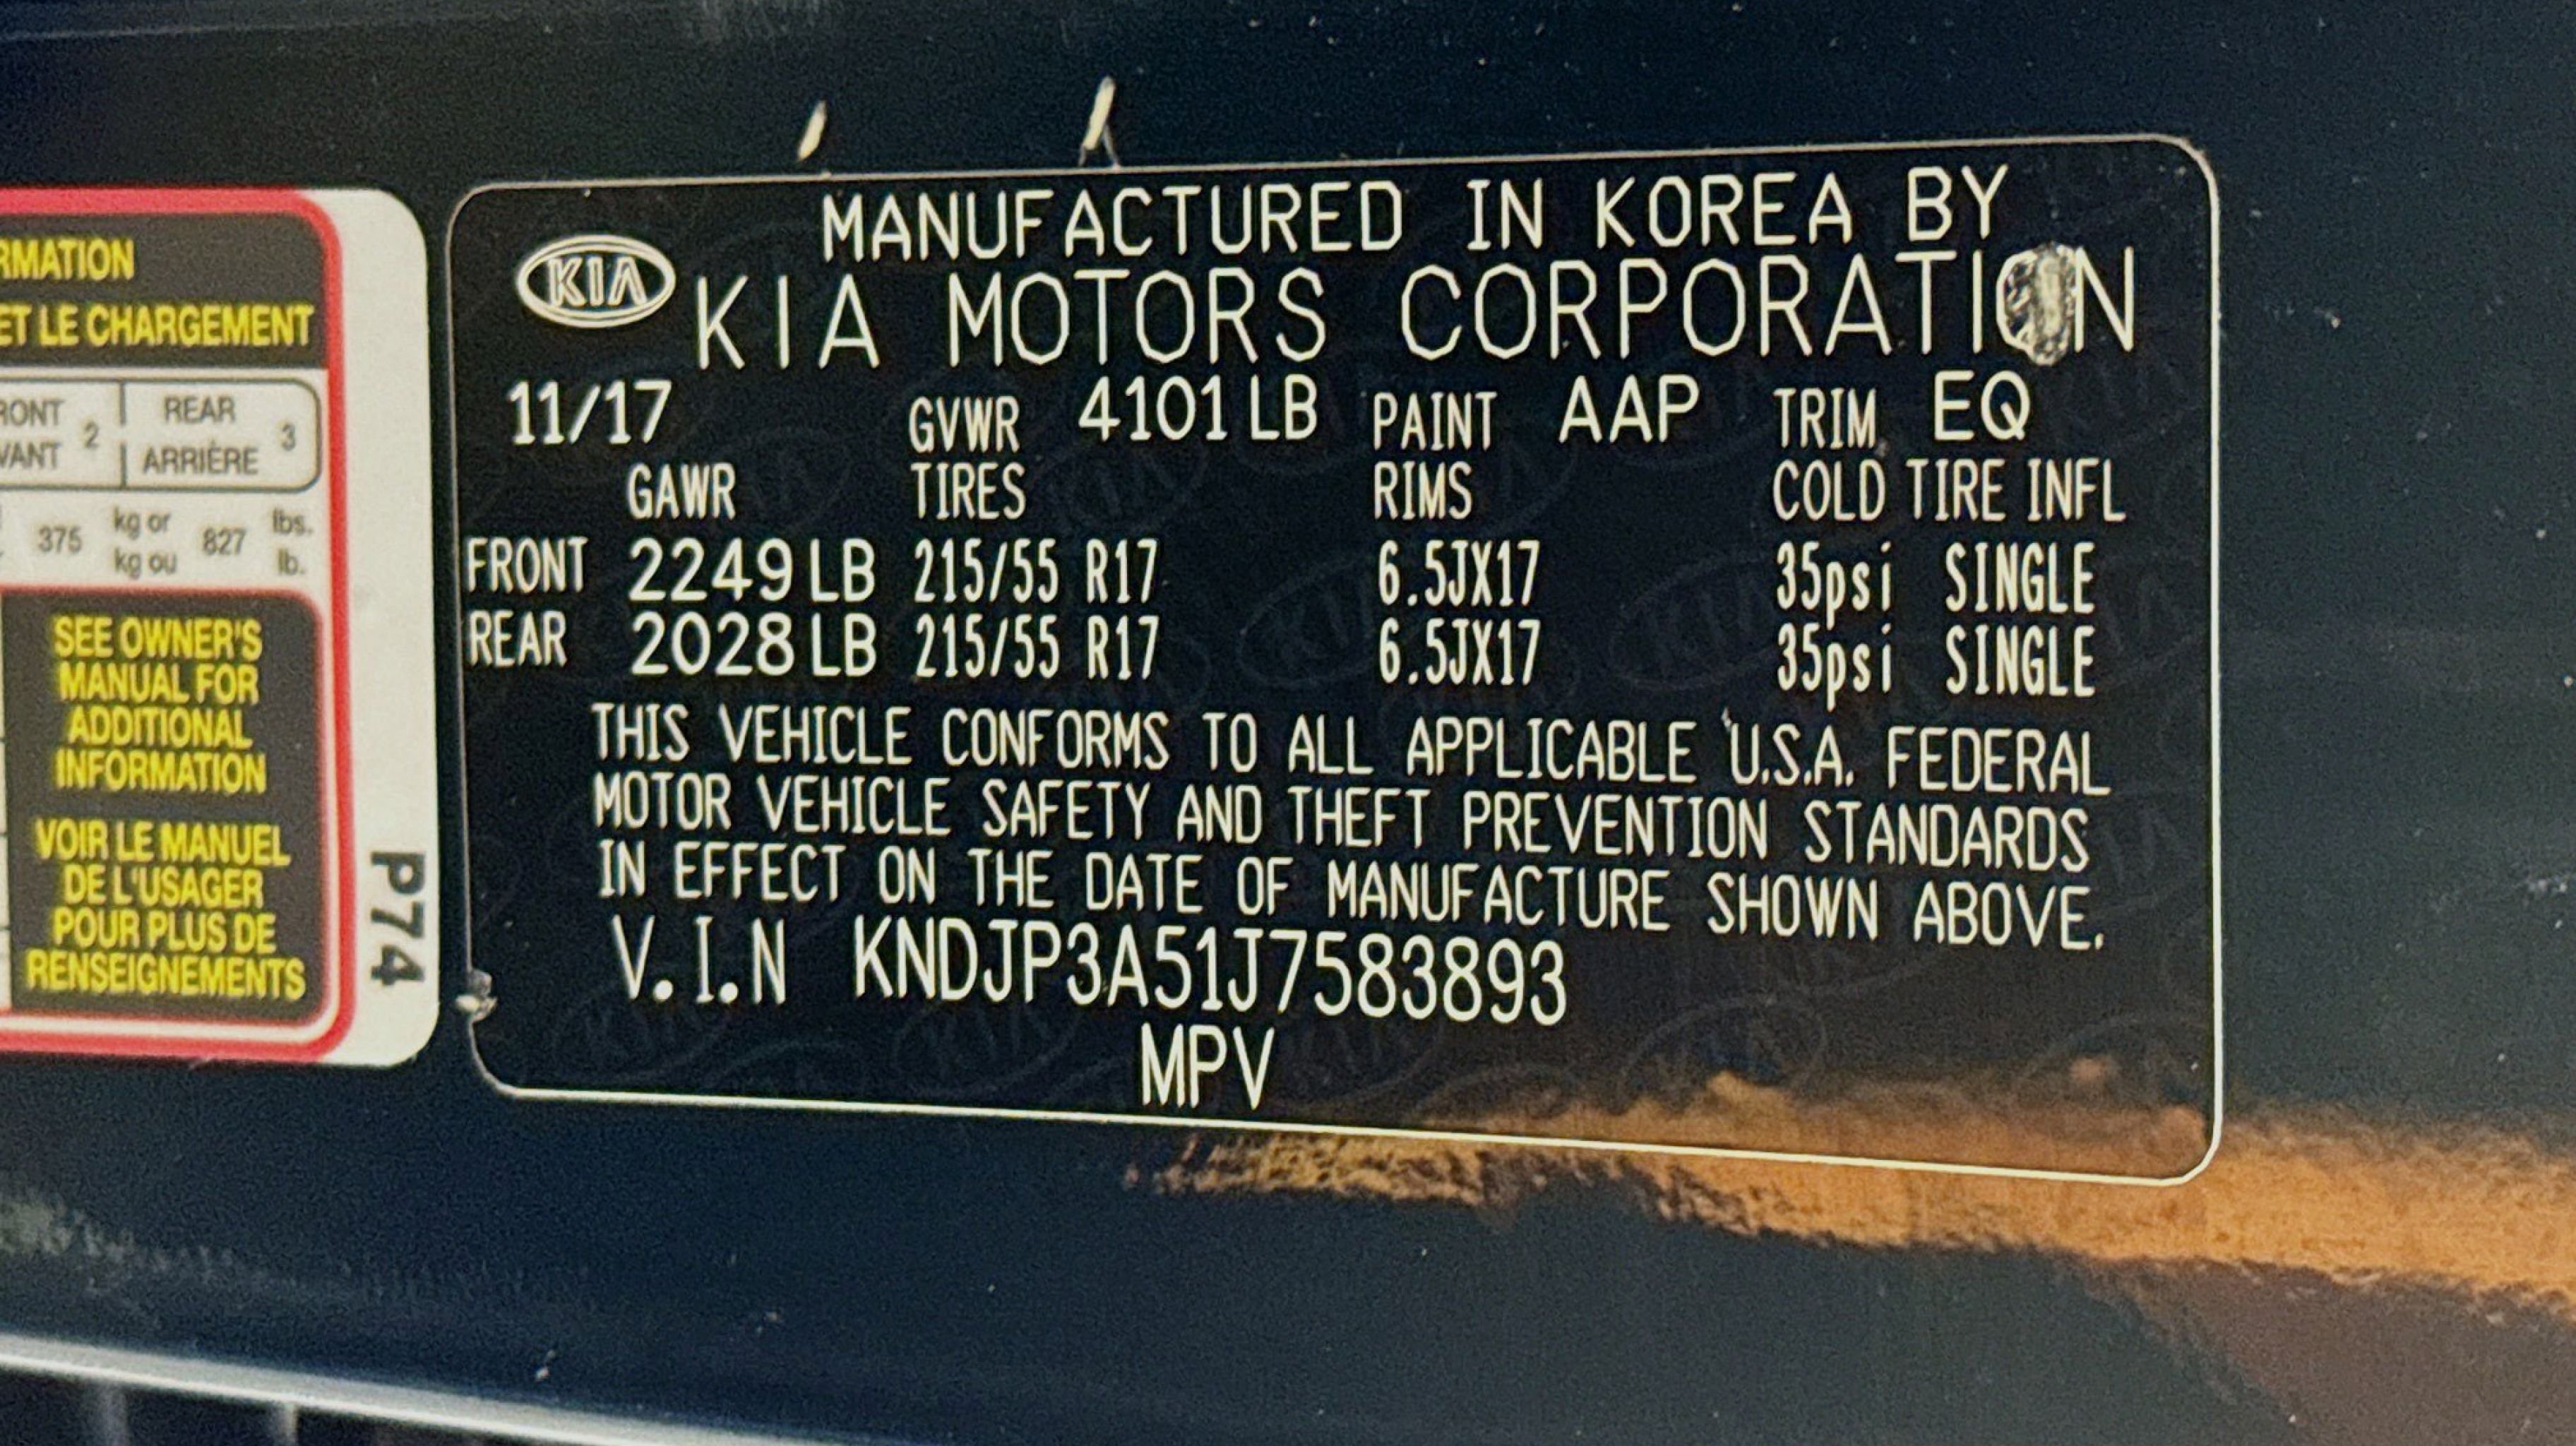 RMATION
ET LE CHARGEMENT
RONT 2 REAR 3
VANT ARRIÈRE
375 kg or 827 lbs.
kg ou lb.
SEE OWNER'S
MANUAL FOR
ADDITIONAL
INFORMATION
VOIR LE MANUEL
DE L'USAGER
POUR PLUS DE
RENSEIGNEMENTS
P74
MANUFACTURED IN KOREA BY
KIA KIA MOTORS CORPORATION
11/17 GVWR 4101 LB PAINT AAP TRIM EQ
GAWR TIRES RIMS COLD TIRE INFL
FRONT 2249 LB 215/55 R17 6.5JX17 35psi SINGLE
REAR 2028 LB 215/55 R17 6.5JX17 35psi SINGLE
THIS VEHICLE CONFORMS TO ALL APPLICABLE U.S.A. FEDERAL
MOTOR VEHICLE SAFETY AND THEFT PREVENTION STANDARDS
IN EFFECT ON THE DATE OF MANUFACTURE SHOWN ABOVE.
V.I.N KNDJP3A51J7583893
MPV